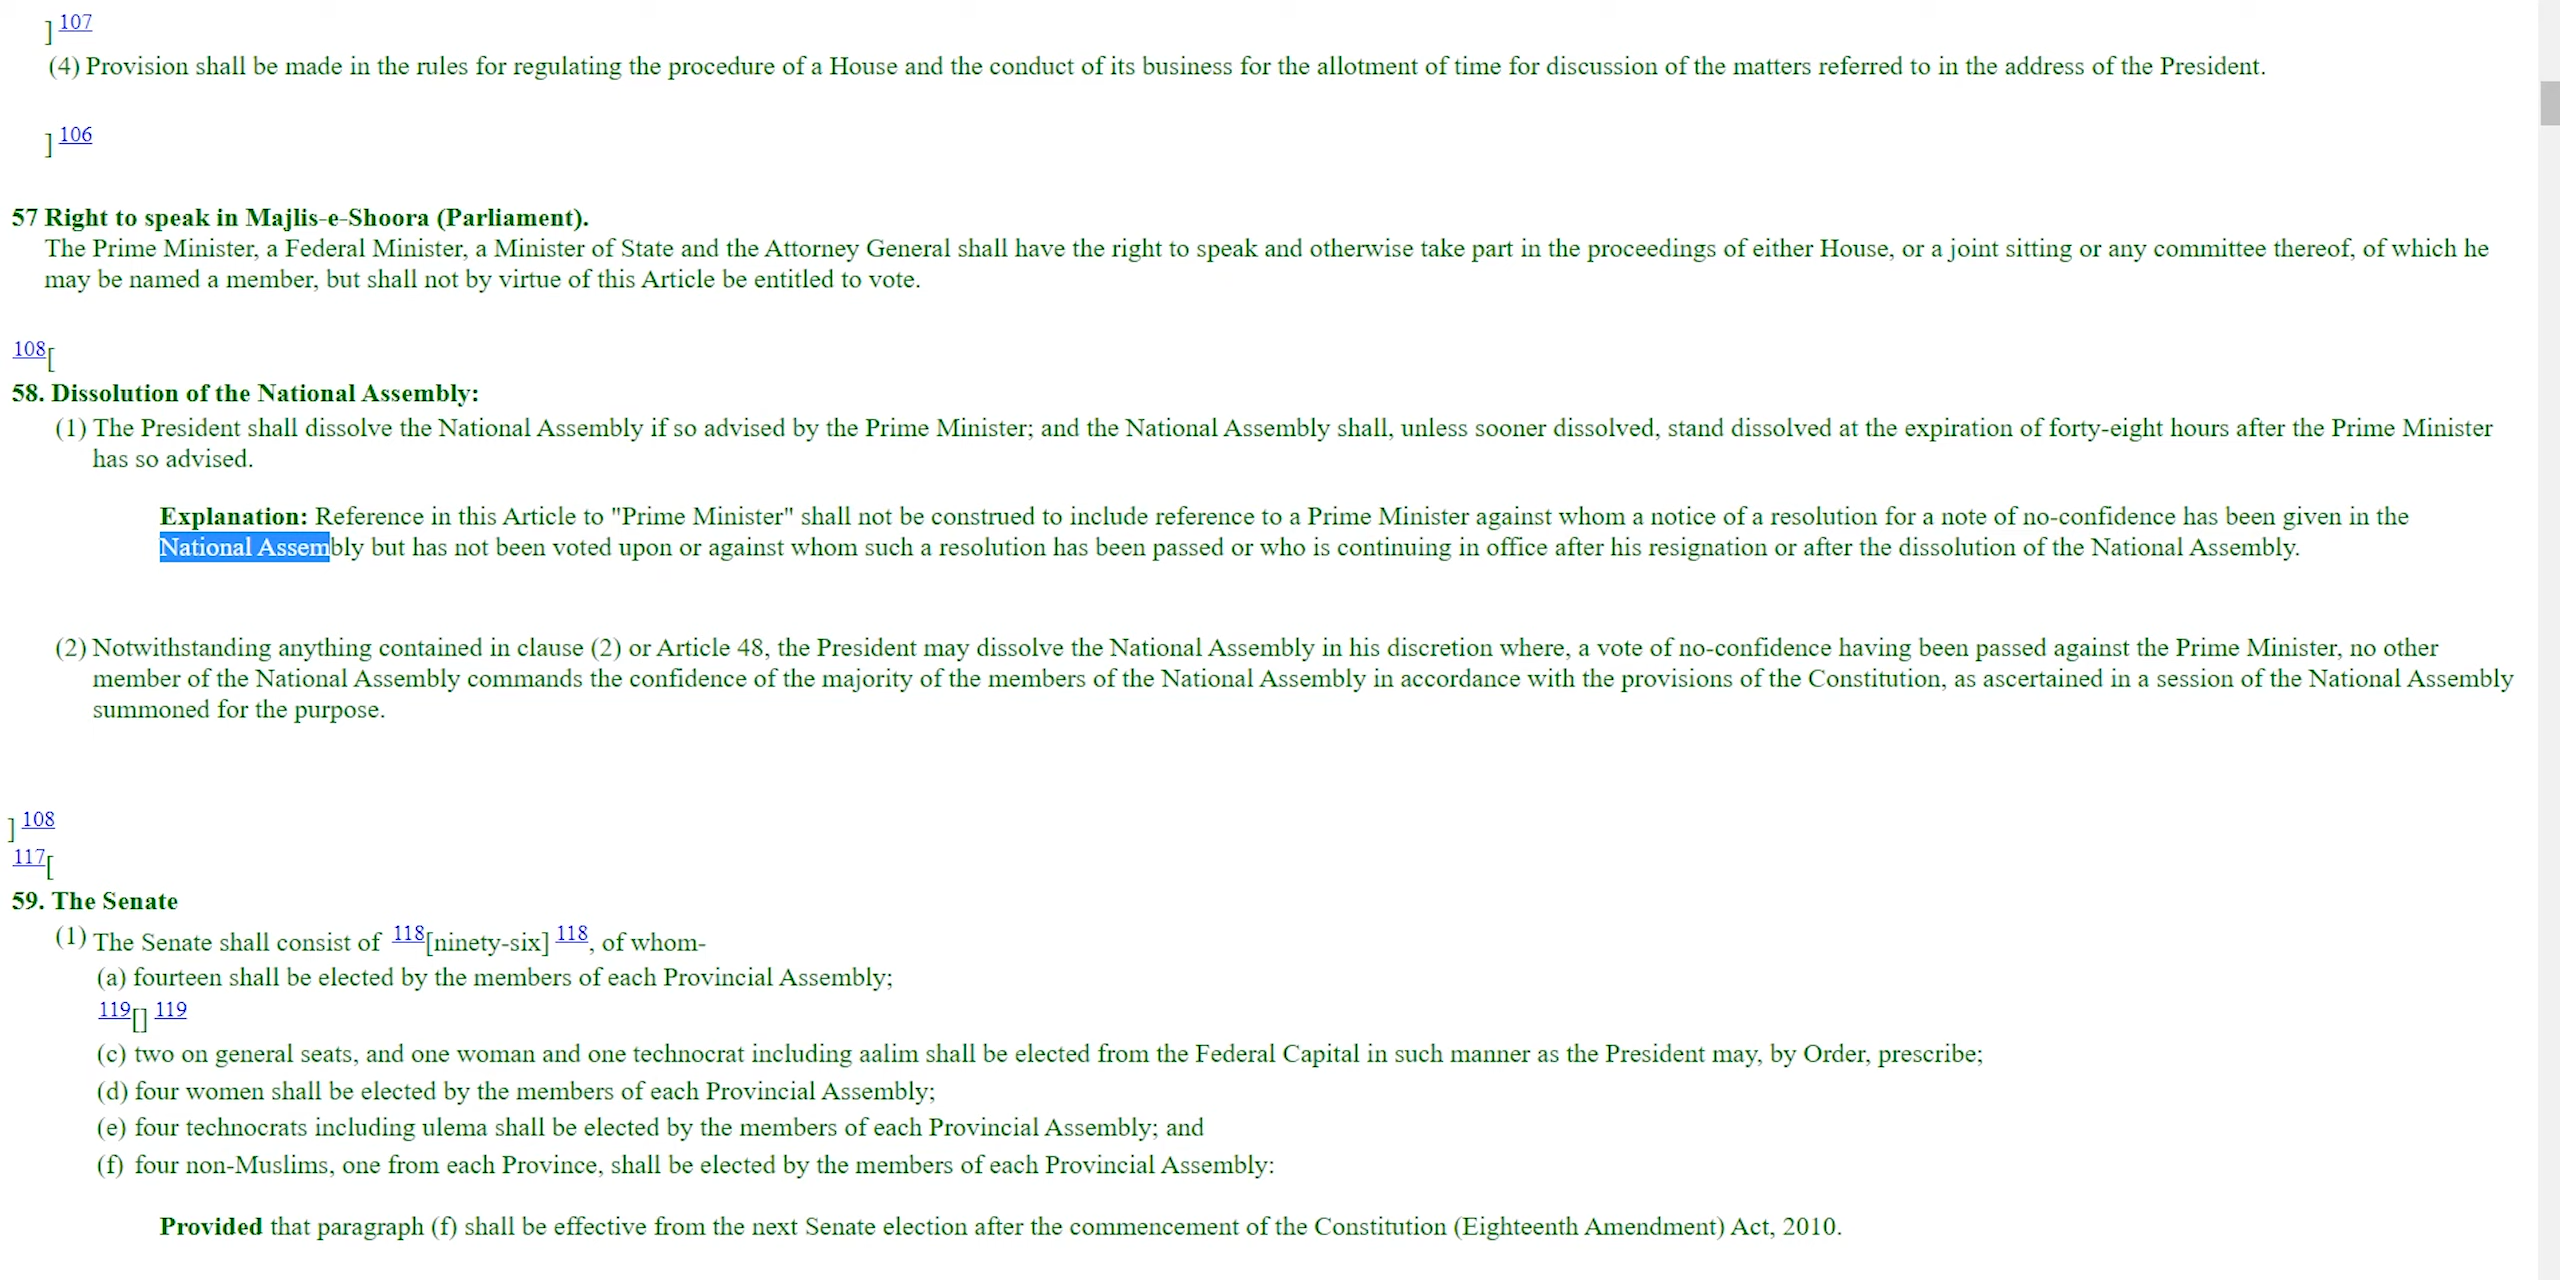 ] 107
(4) Provision shall be made in the rules for regulating the procedure of a House and the conduct of its business for the allotment of time for discussion of the matters referred to in the address of the President.
] 106
57 Right to speak in Majlis-e-Shoora (Parliament).
The Prime Minister, a Federal Minister, a Minister of State and the Attorney General shall have the right to speak and otherwise take part in the proceedings of either House, or a joint sitting or any committee thereof, of which he
may be named a member, but shall not by virtue of this Article be entitled to vote.
108[
58. Dissolution of the National Assembly:
(1) The President shall dissolve the National Assembly if so advised by the Prime Minister; and the National Assembly shall, unless sooner dissolved, stand dissolved at the expiration of forty-eight hours after the Prime Minister
has so advised.
Explanation: Reference in this Article to "Prime Minister" shall not be construed to include reference to a Prime Minister against whom a notice of a resolution for a note of no-confidence has been given in the
National Assembly but has not been voted upon or against whom such a resolution has been passed or who is continuing in office after his resignation or after the dissolution of the National Assembly.
(2) Notwithstanding anything contained in clause (2) or Article 48, the President may dissolve the National Assembly in his discretion where, a vote of no-confidence having been passed against the Prime Minister, no other
member of the National Assembly commands the confidence of the majority of the members of the National Assembly in accordance with the provisions of the Constitution, as ascertained in a session of the National Assembly
summoned for the purpose.
] 108
117[
59. The Senate
(1) The Senate shall consist of 118[ninety-six] 118, of whom-
(a) fourteen shall be elected by the members of each Provincial Assembly;
119[] 119
(c) two on general seats, and one woman and one technocrat including aalim shall be elected from the Federal Capital in such manner as the President may, by Order, prescribe;
(d) four women shall be elected by the members of each Provincial Assembly;
(e) four technocrats including ulema shall be elected by the members of each Provincial Assembly; and
(f) four non-Muslims, one from each Province, shall be elected by the members of each Provincial Assembly:
Provided that paragraph (f) shall be effective from the next Senate election after the commencement of the Constitution (Eighteenth Amendment) Act, 2010.